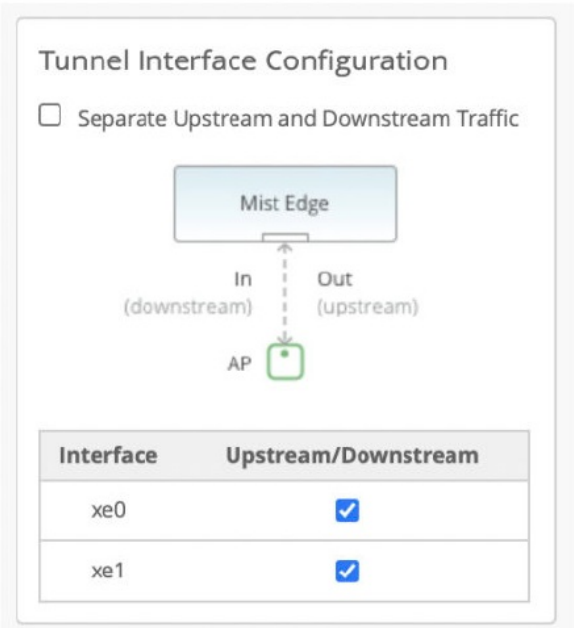 Tunnel Interface Configuration
Separate Upstream and Downstream Traffic
Mist Edge
In Out
(downstream) (upstream)
AP
Interface Upstream/Downstream
xe0
xe1